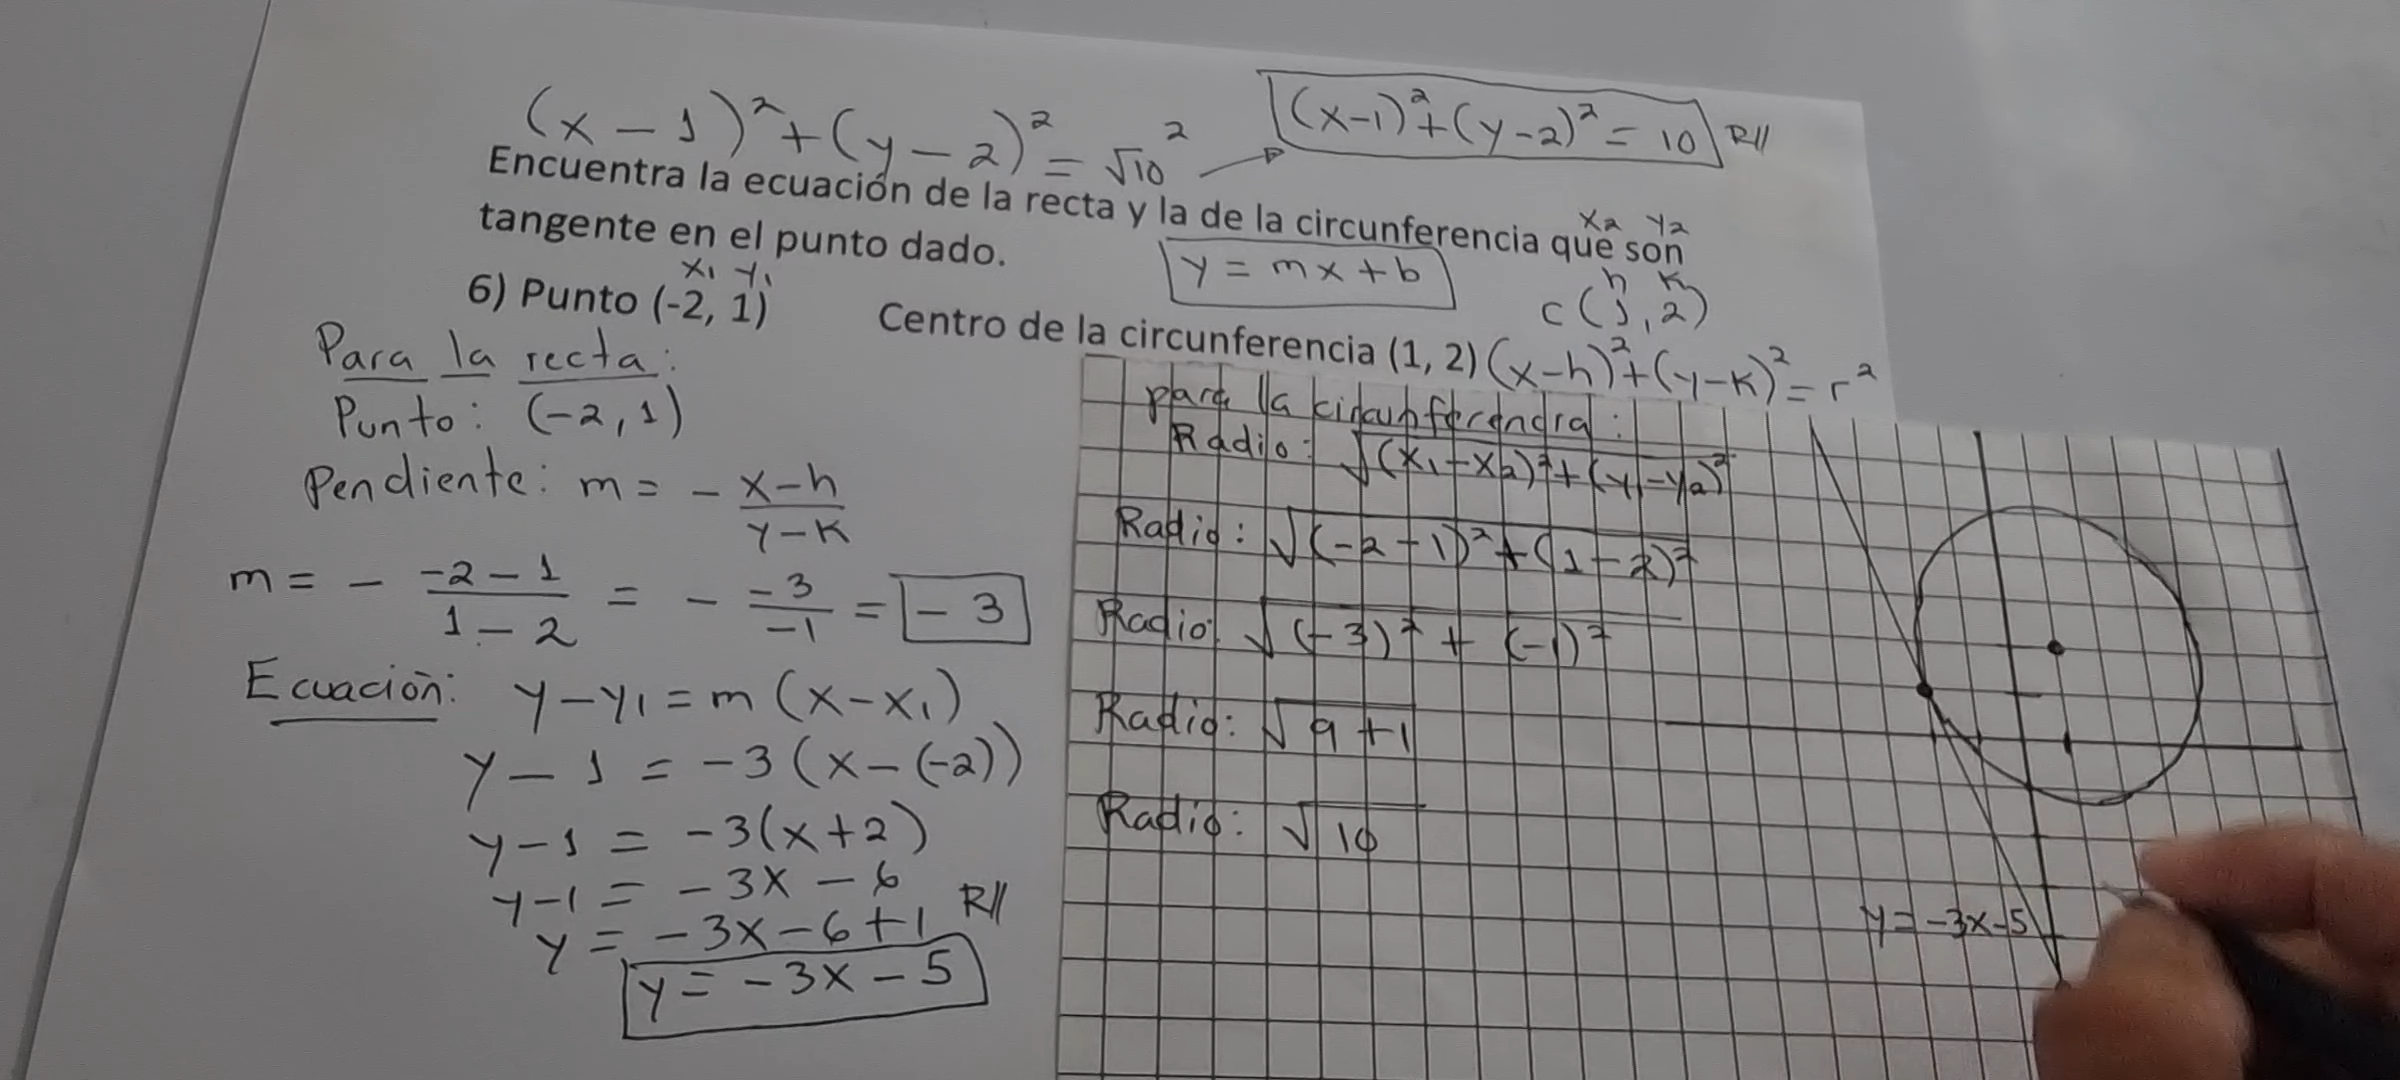 (x - 1)² + (y - 2)² = √10²
(x-1)² + (y-2)² = 10 R//
Encuentra la ecuación de la recta y la de la circunferencia que son
tangente en el punto dado.
y = mx + b
x₂ y₂
h k
C(1, 2)
x₁ y₁
6) Punto (-2, 1)
Centro de la circunferencia (1, 2)
(x-h)² + (y-k)² = r²
Para la recta:
Punto: (-2, 1)
Pendiente: m = - x-h / y-k
m = - -2-1 / 1-2 = - -3 / -1 = -3
Ecuación: y-y₁ = m (x-x₁)
y - 1 = -3 (x-(-2))
y-1 = -3(x+2)
y-1 = -3x - 6
y = -3x-6+1 R//
y = -3x - 5
para la circunferencia:
Radio: √(x₁-x₂)²+(y₁-y₂)²
Radio: √(-2-1)²+(1-2)²
Radio: √(-3)² + (-1)²
Radio: √9+1
Radio: √10
y = -3x-5